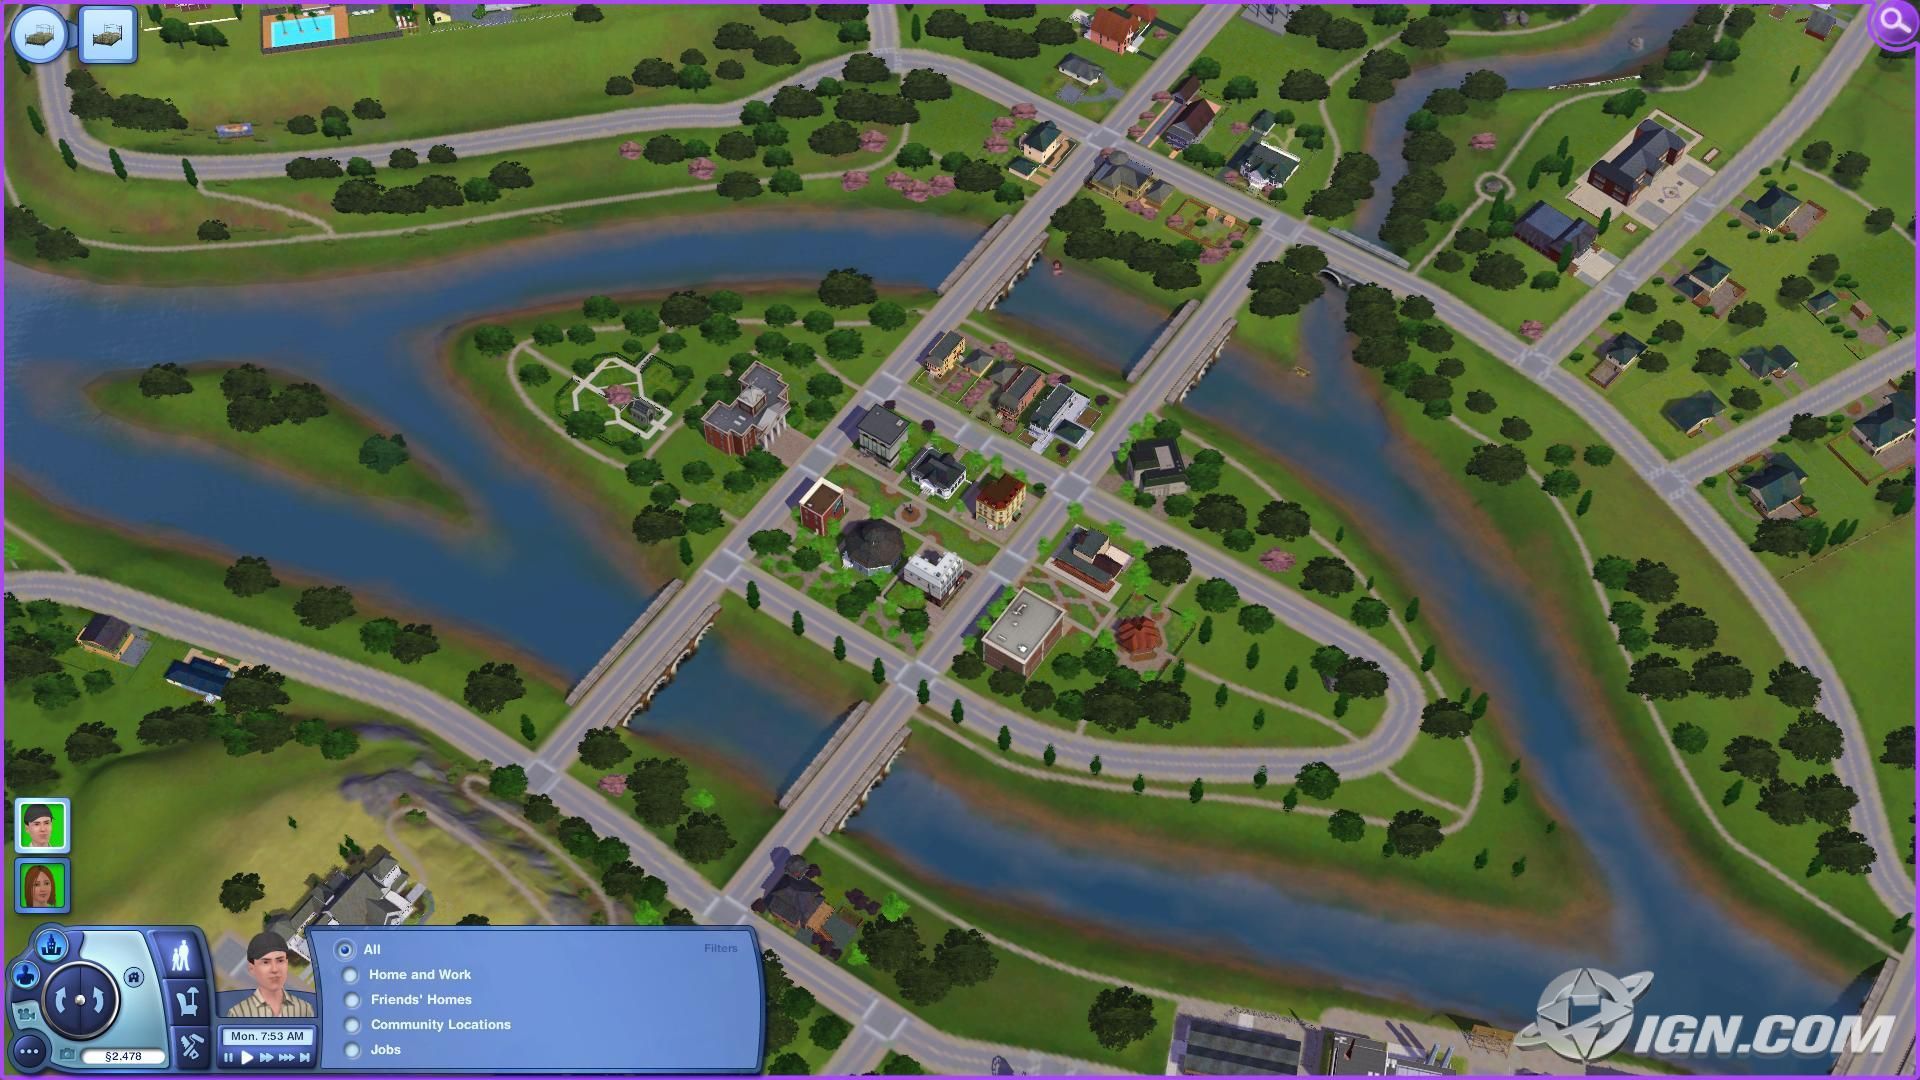 All
Filters
Home and Work
Friends' Homes
Community Locations
Jobs
Mon. 7:53 AM
§2,478
IGN.COM